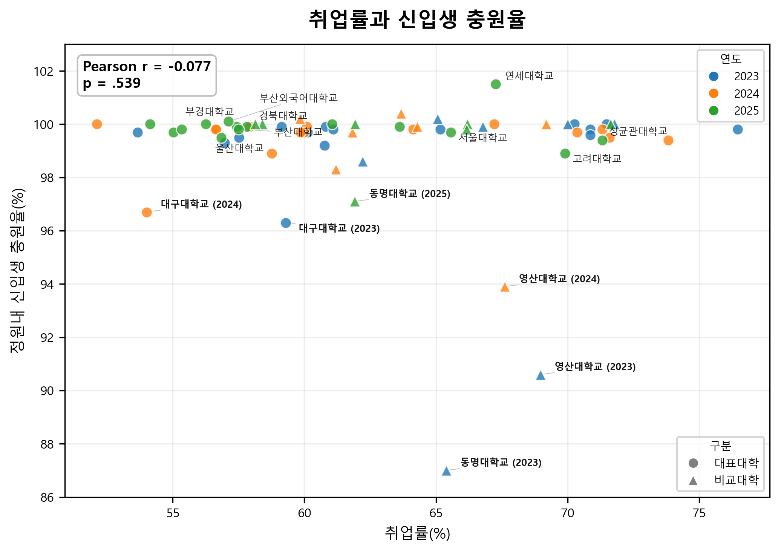 취업률과 신입생 충원율
Pearson r = -0.077
p = .539
연도
2023
2024
2025
연세대학교
부산외국어대학교
부경대학교
경북대학교
부산대학교
울산대학교
서울대학교
성균관대학교
고려대학교
동명대학교 (2025)
대구대학교 (2024)
대구대학교 (2023)
영산대학교 (2024)
영산대학교 (2023)
동명대학교 (2023)
구분
대표대학
비교대학
정원내 신입생 충원율(%)
102
100
98
96
94
92
90
88
86
55
60
65
70
75
취업률(%)